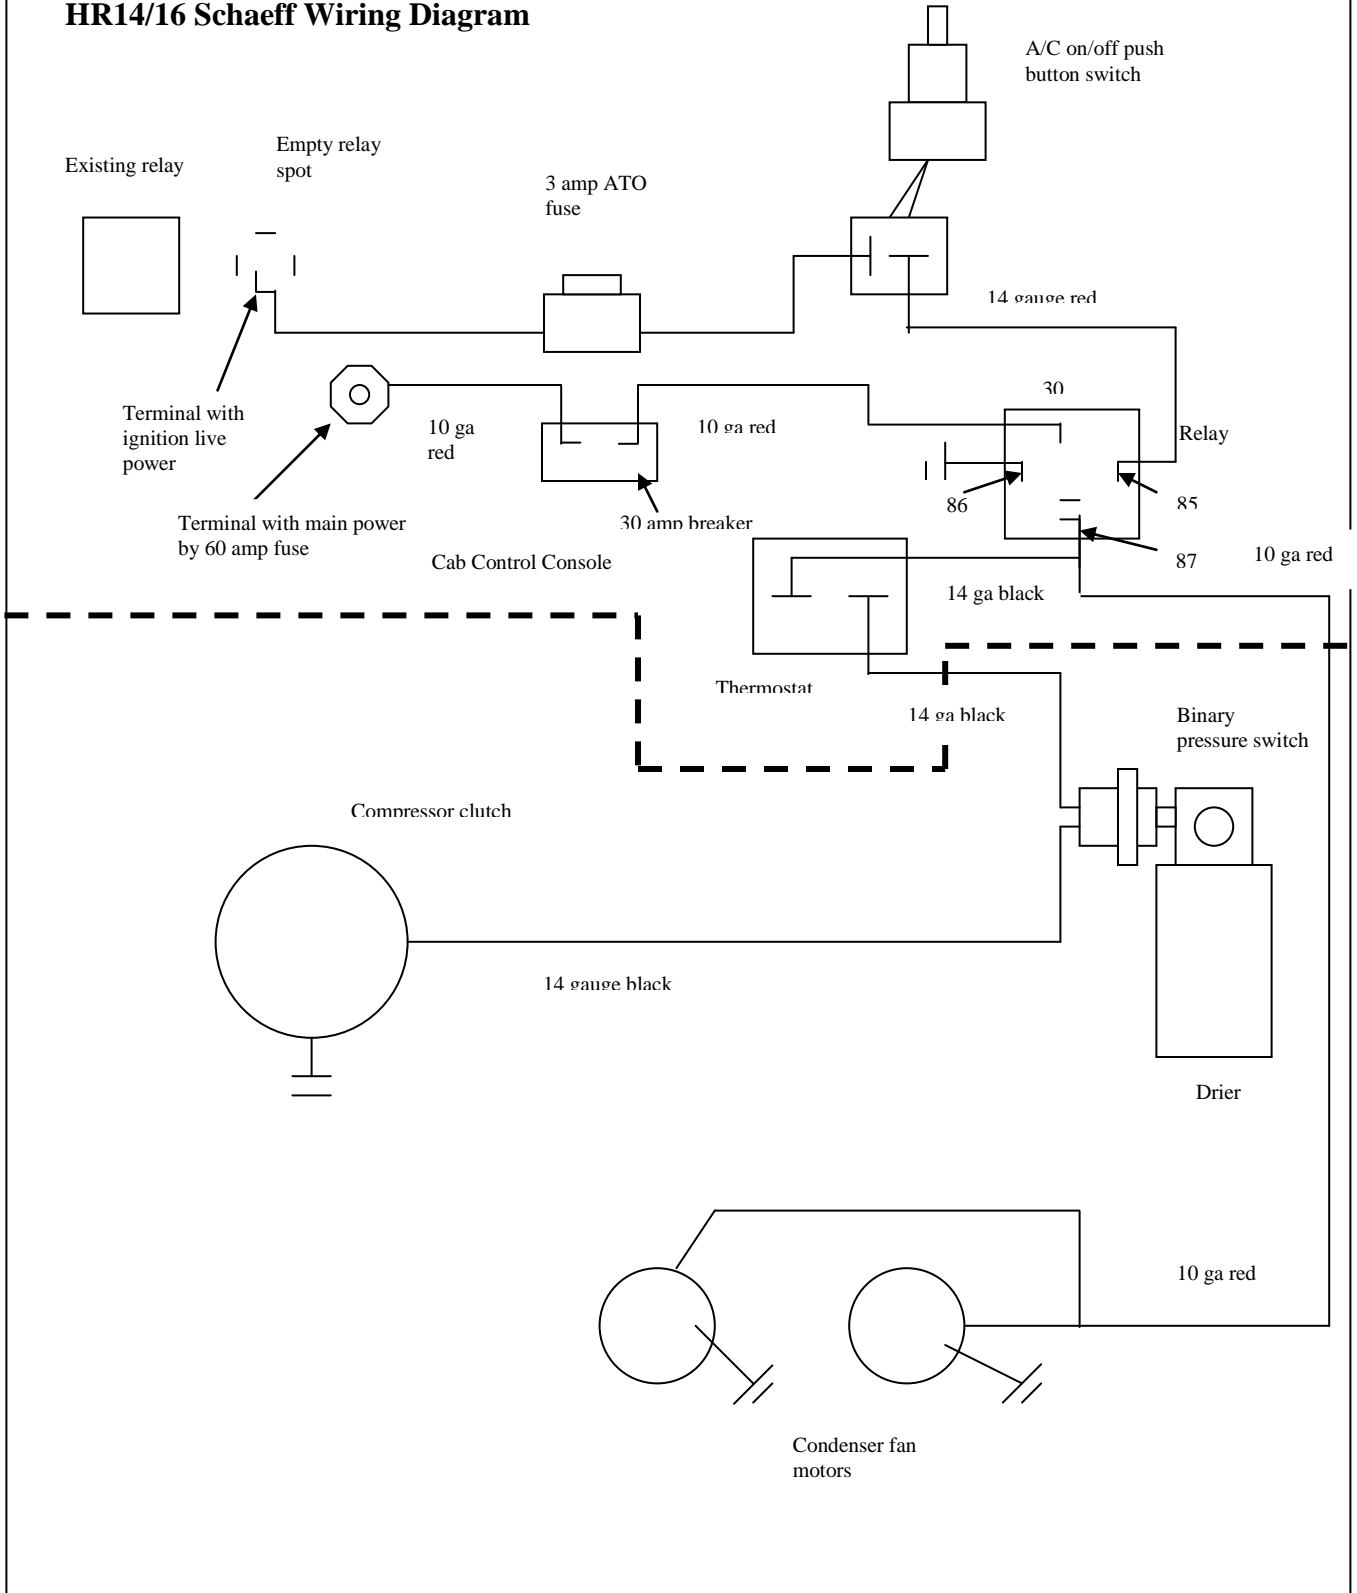 HR14/16 Schaeff Wiring Diagram
A/C on/off push
button switch
Empty relay
spot
Existing relay
3 amp ATO
fuse
14 gauge red
30
Terminal with
ignition live
power
10 ga
red
10 ga red
Relay
86
85
Terminal with main power
by 60 amp fuse
30 amp breaker
Cab Control Console
87
10 ga red
14 ga black
Thermostat
14 ga black
Binary
pressure switch
Compressor clutch
14 gauge black
Drier
10 ga red
Condenser fan
motors